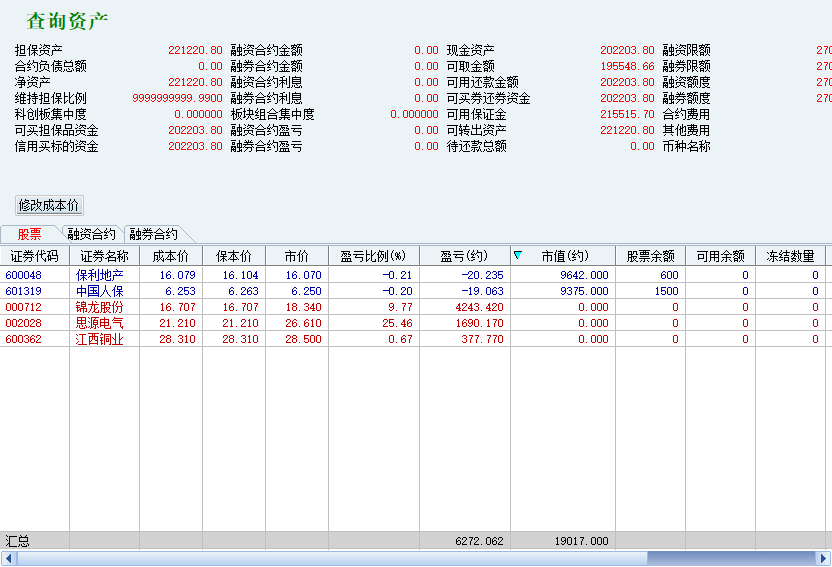 查询资产
担保资产 221220.80 融资合约金额 0.00 现金资产 202203.80 融资限额 270
合约负债总额 0.00 融券合约金额 0.00 可取金额 195548.66 融券限额 270
净资产 221220.80 融资合约利息 0.00 可用还款金额 202203.80 融资额度 270
维持担保比例 9999999999.9900 融券合约利息 0.00 可买券还券资金 202203.80 融券额度 270
科创板集中度 0.000000 板块组合集中度 0.000000 可用保证金 215515.70 合约费用
可买担保品资金 202203.80 融资合约盈亏 0.00 可转出资产 221220.80 其他费用
信用买标的资金 202203.80 融券合约盈亏 0.00 待还款总额 0.00 币种名称
修改成本价
股票 融资合约 融券合约
证券代码 证券名称 成本价 保本价 市价 盈亏比例(%) 盈亏(约) 市值(约) 股票余额 可用余额 冻结数量
600048 保利地产 16.079 16.104 16.070 -0.21 -20.235 9642.000 600 0 0
601319 中国人保 6.253 6.263 6.250 -0.20 -19.063 9375.000 1500 0 0
000712 锦龙股份 16.707 16.707 18.340 9.77 4243.420 0.000 0 0 0
002028 思源电气 21.210 21.210 26.610 25.46 1690.170 0.000 0 0 0
600362 江西铜业 28.310 28.310 28.500 0.67 377.770 0.000 0 0 0
汇总 6272.062 19017.000